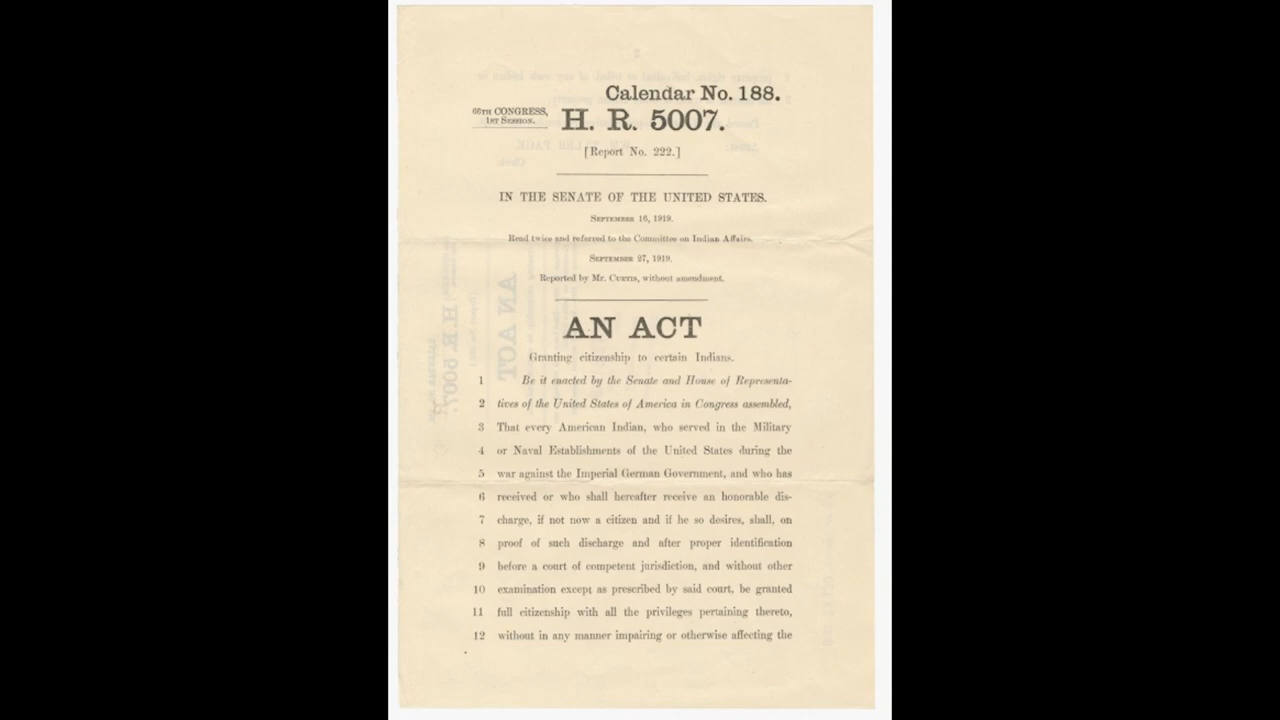 Calendar No. 188.
66TH CONGRESS,
1ST SESSION.
H. R. 5007.
[Report No. 222.]
IN THE SENATE OF THE UNITED STATES.
SEPTEMBER 16, 1919.
Read twice and referred to the Committee on Indian Affairs.
SEPTEMBER 27, 1919.
Reported by Mr. CURTIS, without amendment.
AN ACT
Granting citizenship to certain Indians.
1 Be it enacted by the Senate and House of Representa-
2 tives of the United States of America in Congress assembled,
3 That every American Indian, who served in the Military
4 or Naval Establishments of the United States during the
5 war against the Imperial German Government, and who has
6 received or who shall hereafter receive an honorable dis-
7 charge, if not now a citizen and if he so desires, shall, on
8 proof of such discharge and after proper identification
9 before a court of competent jurisdiction, and without other
10 examination except as prescribed by said court, be granted
11 full citizenship with all the privileges pertaining thereto,
12 without in any manner impairing or otherwise affecting the